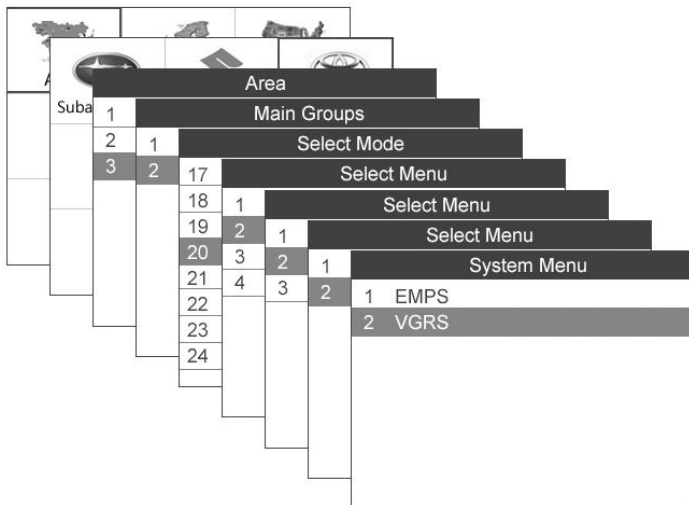 Suba
Area
1
2
3
Main Groups
1
2
Select Mode
17
18
19
20
21
22
23
24
Select Menu
1
2
3
4
Select Menu
1
2
3
Select Menu
1
2
System Menu
1 EMPS
2 VGRS